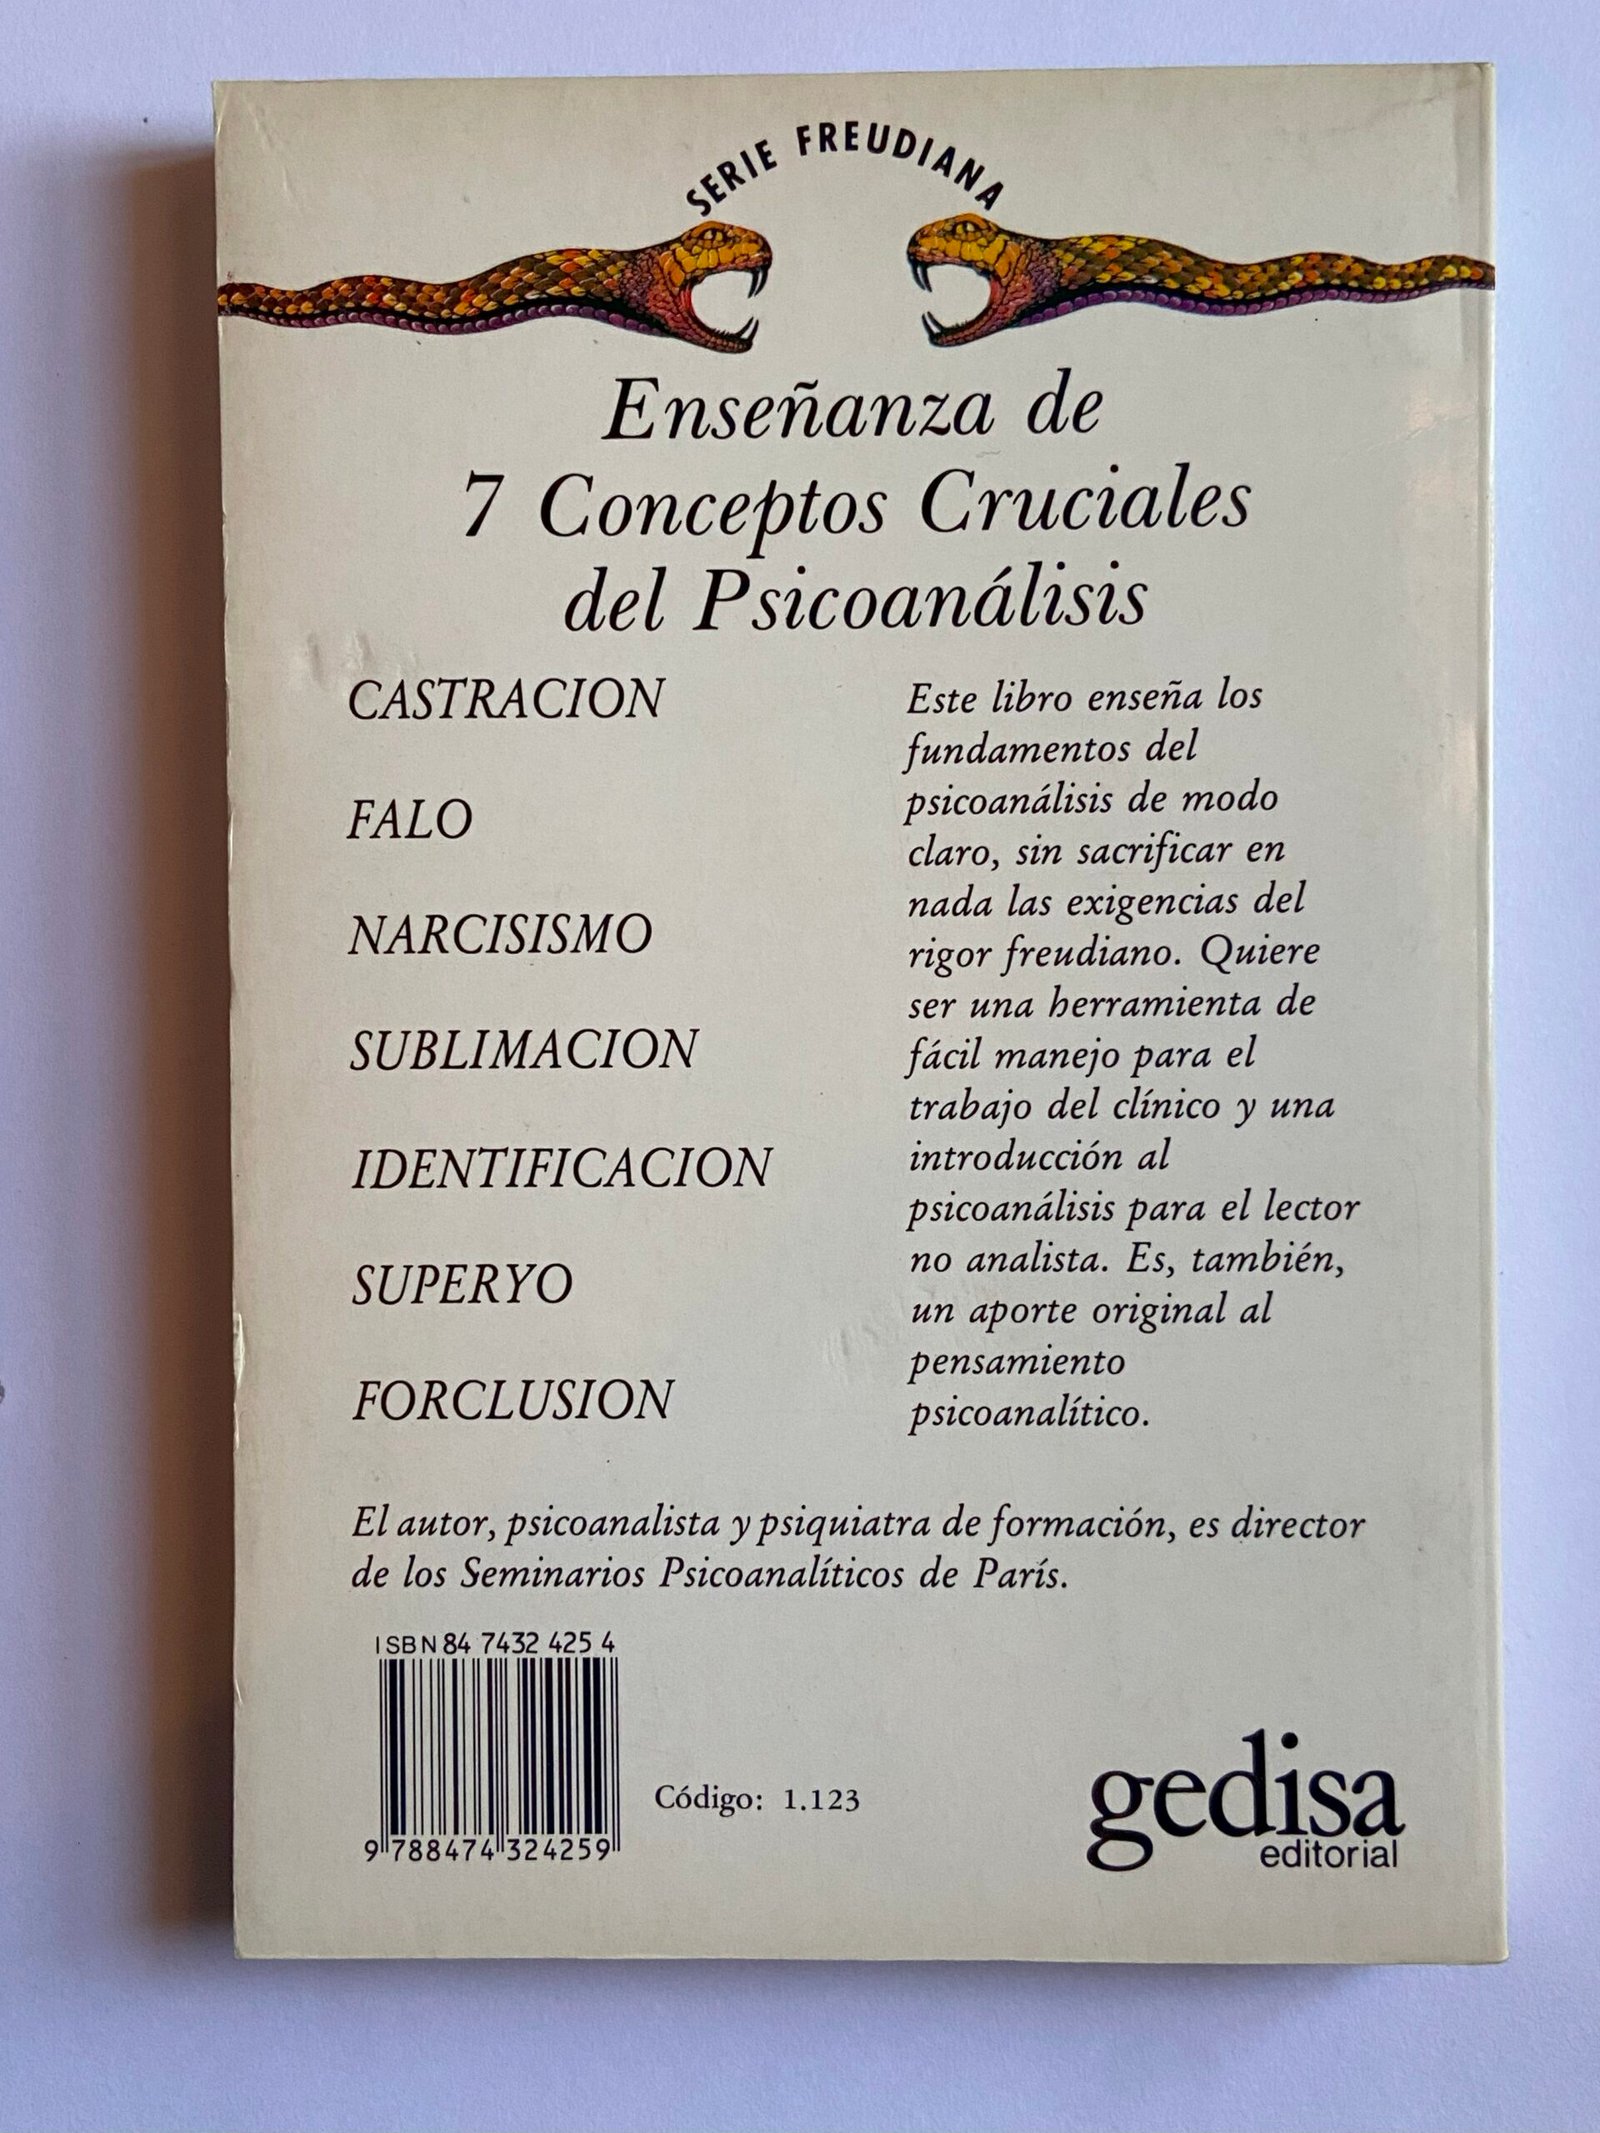 SERIE FREUDIANA
Enseñanza de
7 Conceptos Cruciales
del Psicoanálisis
CASTRACION
FALO
NARCISISMO
SUBLIMACION
IDENTIFICACION
SUPERYO
FORCLUSION
Este libro enseña los
fundamentos del
psicoanálisis de modo
claro, sin sacrificar en
nada las exigencias del
rigor freudiano. Quiere
ser una herramienta de
fácil manejo para el
trabajo del clínico y una
introducción al
psicoanálisis para el lector
no analista. Es, también,
un aporte original al
pensamiento
psicoanalítico.
El autor, psicoanalista y psiquiatra de formación, es director
de los Seminarios Psicoanalíticos de París.
ISBN 84 7432 425 4
9 788474 324259
Código: 1.123
gedisa
editorial